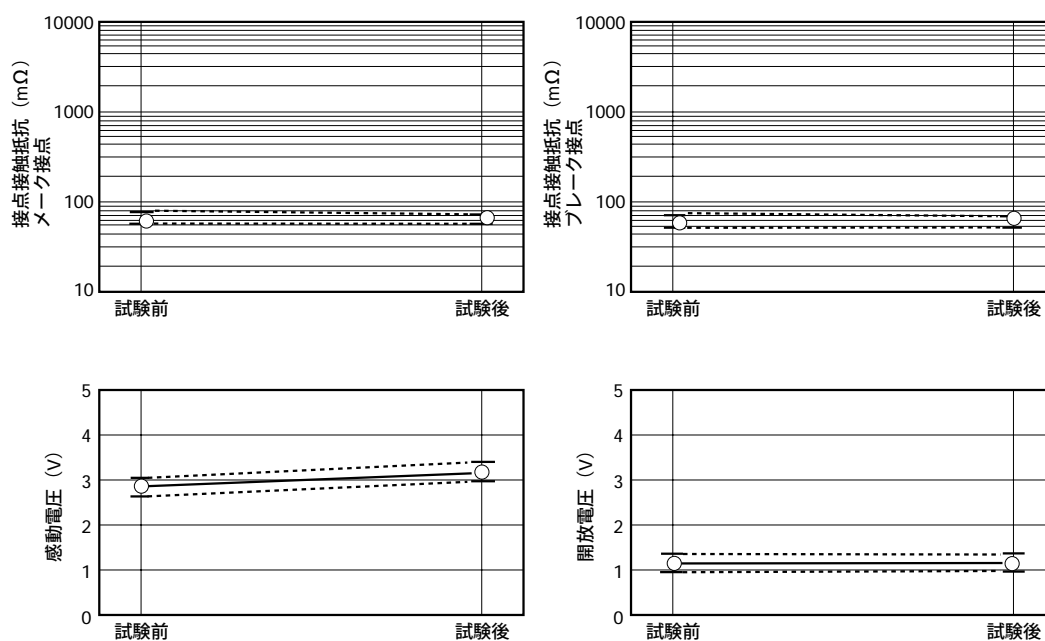 接点接触抵抗（mΩ）
メーク接点
10000
1000
100
10
試験前
試験後
接点接触抵抗（mΩ）
ブレーク接点
10000
1000
100
10
試験前
試験後
感動電圧（V）
5
4
3
2
1
0
試験前
試験後
開放電圧（V）
5
4
3
2
1
0
試験前
試験後